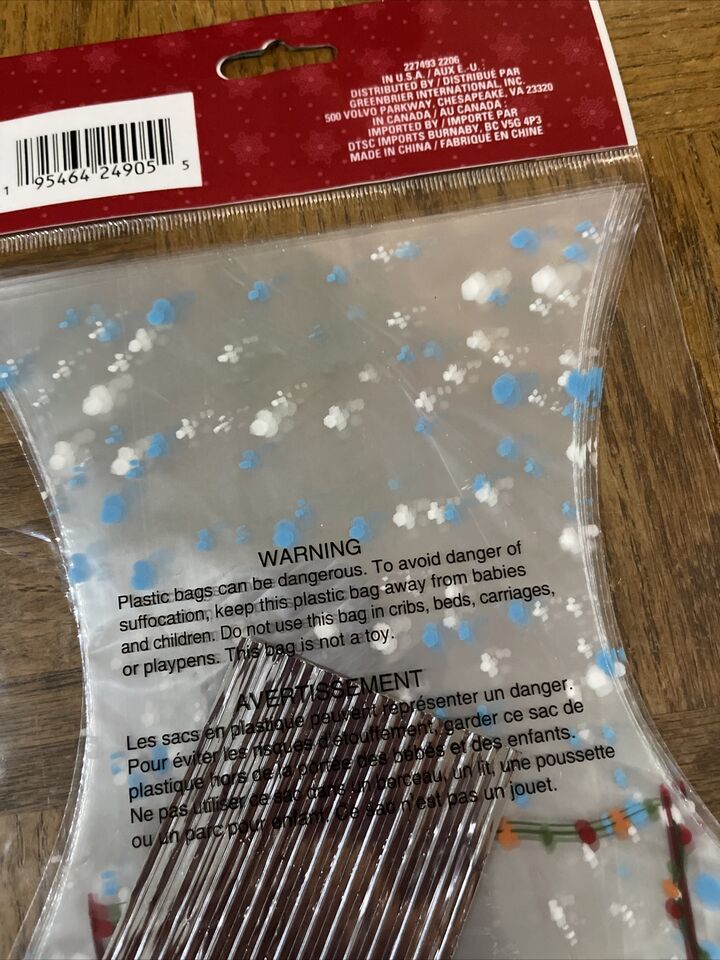 227493 2206
IN U.S.A. / AUX É.-U.
DISTRIBUTED BY / DISTRIBUÉ PAR
GREENBRIER INTERNATIONAL, INC.
500 VOLVO PARKWAY, CHESAPEAKE, VA 23320
IN CANADA / AU CANADA
IMPORTED BY / IMPORTÉ PAR
DTSC IMPORTS BURNABY, BC V5G 4P3
MADE IN CHINA / FABRIQUÉ EN CHINE
1 95464 24905 5
WARNING
Plastic bags can be dangerous. To avoid danger of
suffocation, keep this plastic bag away from babies
and children. Do not use this bag in cribs, beds, carriages,
or playpens. This bag is not a toy.
AVERTISSEMENT
Les sacs en plastique peuvent représenter un danger.
Pour éviter les risques d'étouffement, garder ce sac de
plastique hors de la portée des bébés et des enfants.
Ne pas utiliser ce sac dans un berceau, un lit, une poussette
ou un parc pour enfant. Ce sac n'est pas un jouet.